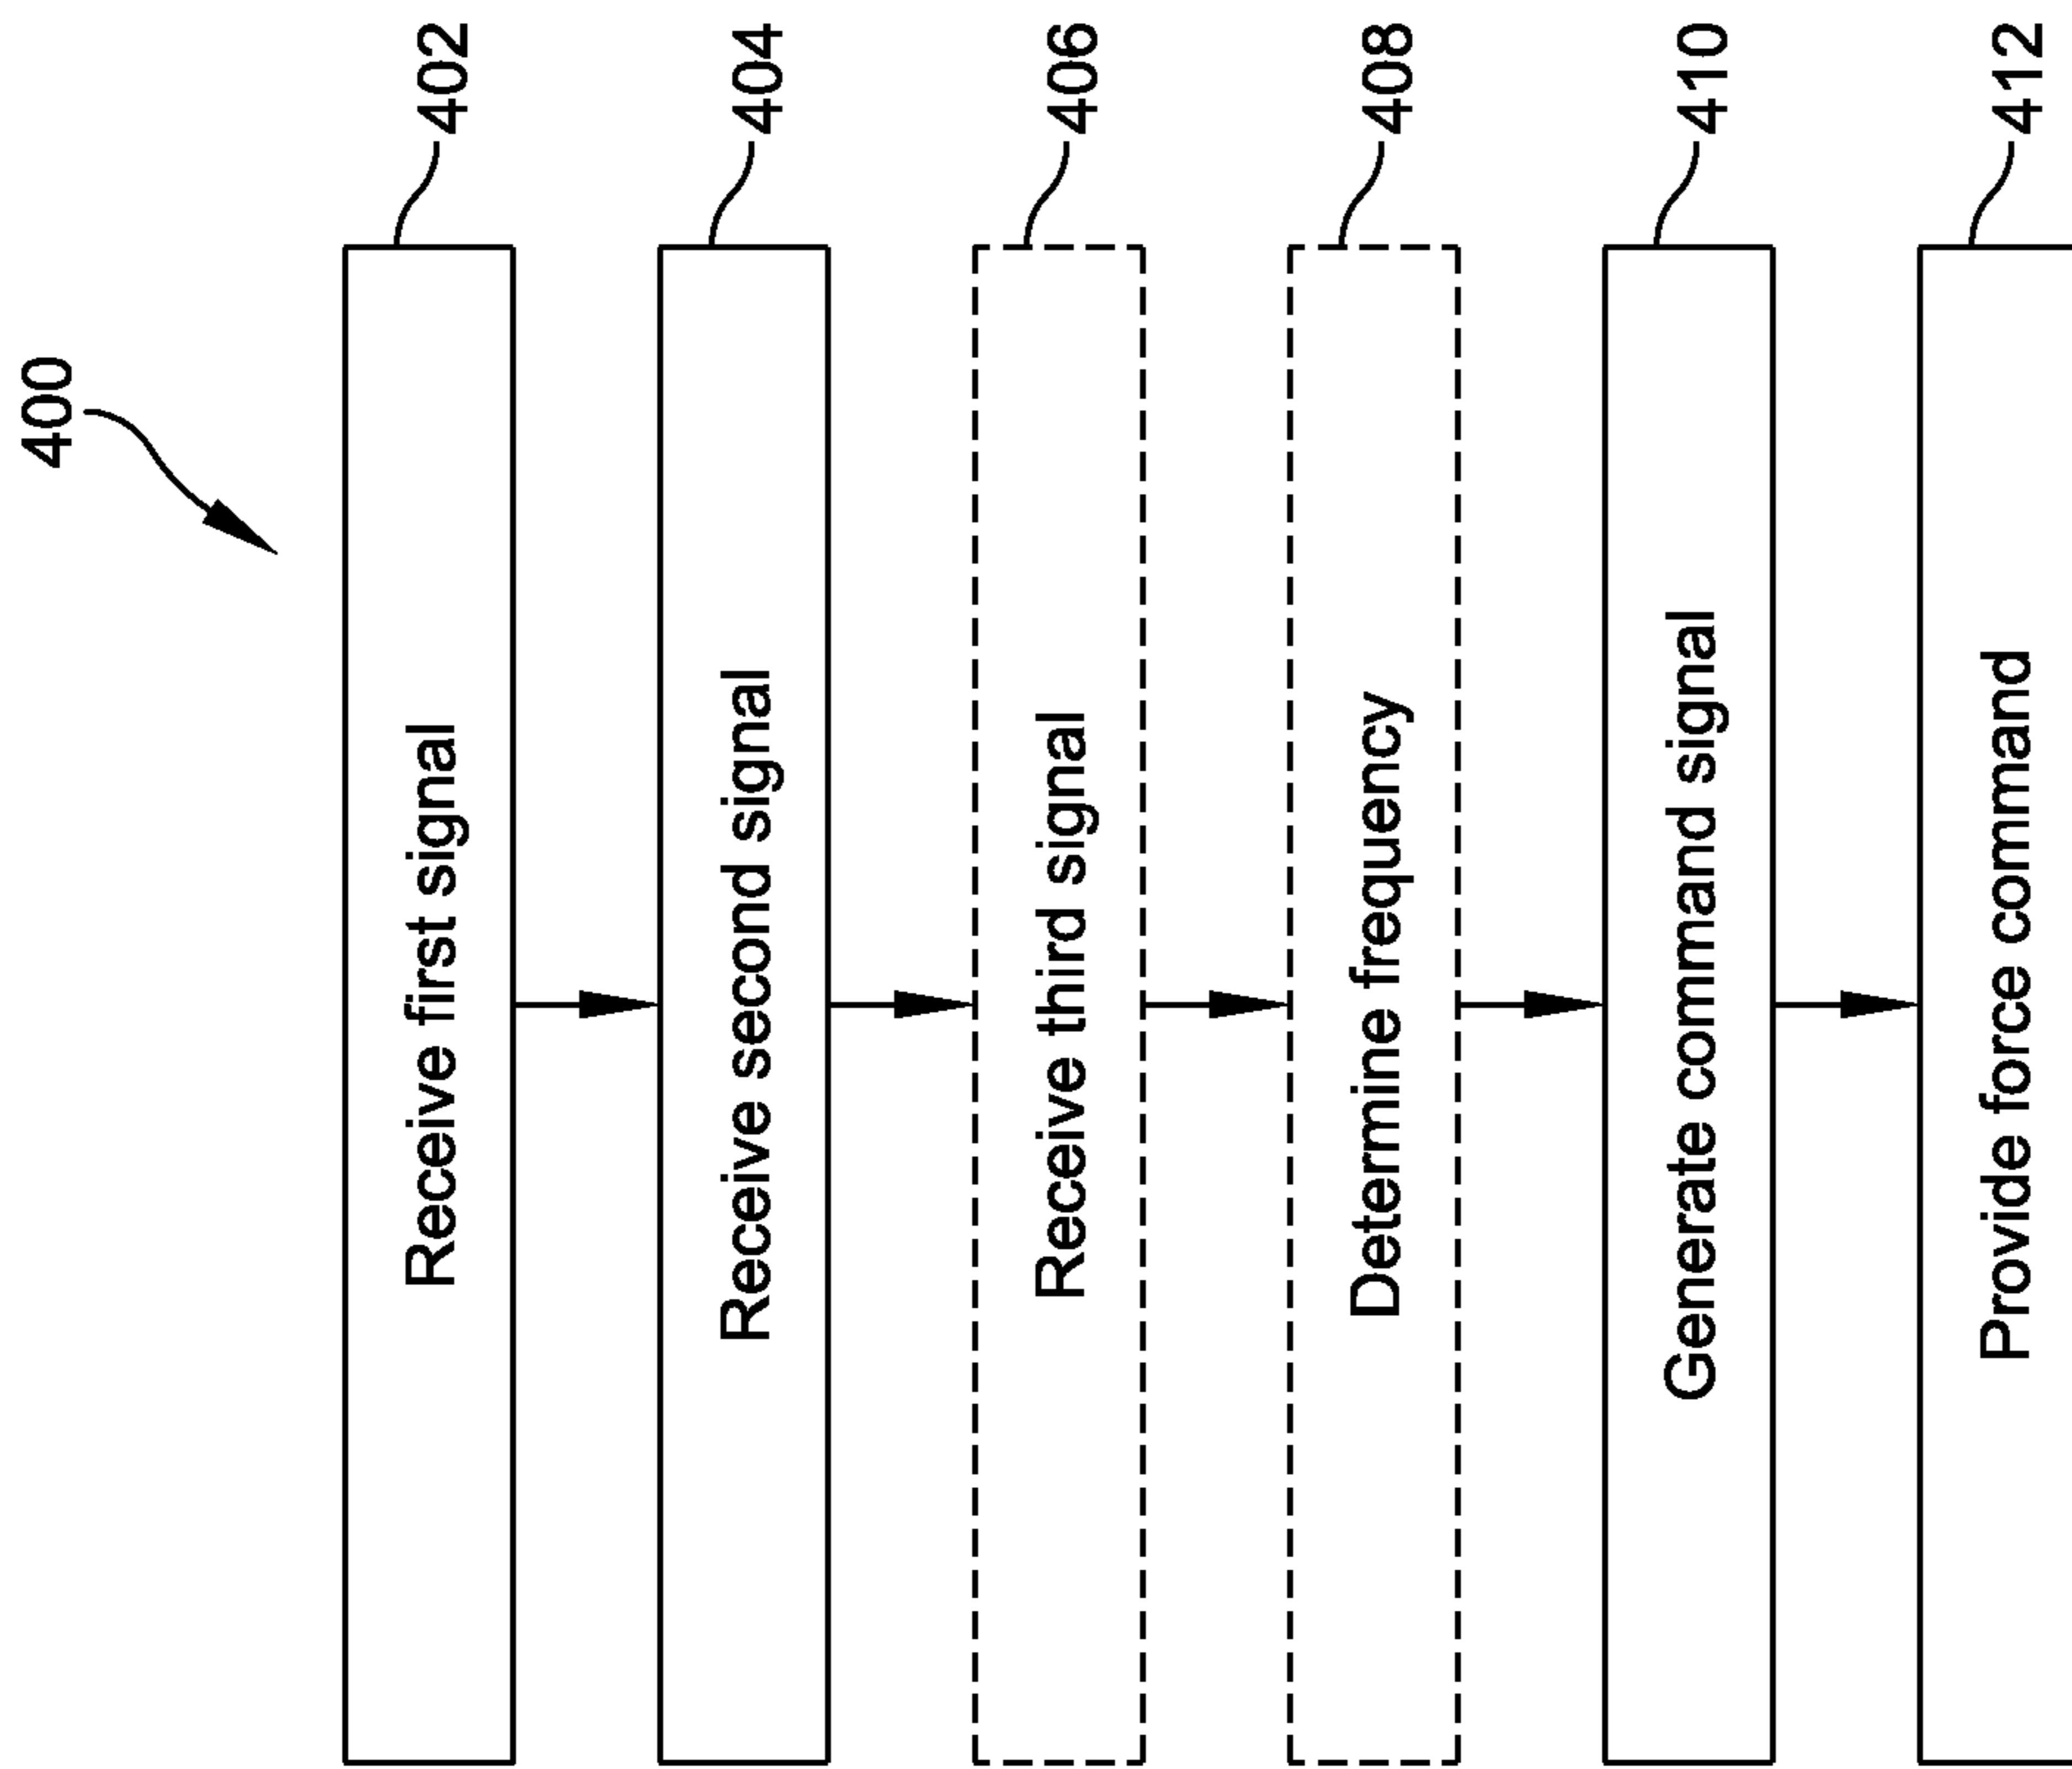 400
Receive first signal
402
Receive second signal
404
Receive third signal
406
Determine frequency
408
Generate command signal
410
Provide force command
412